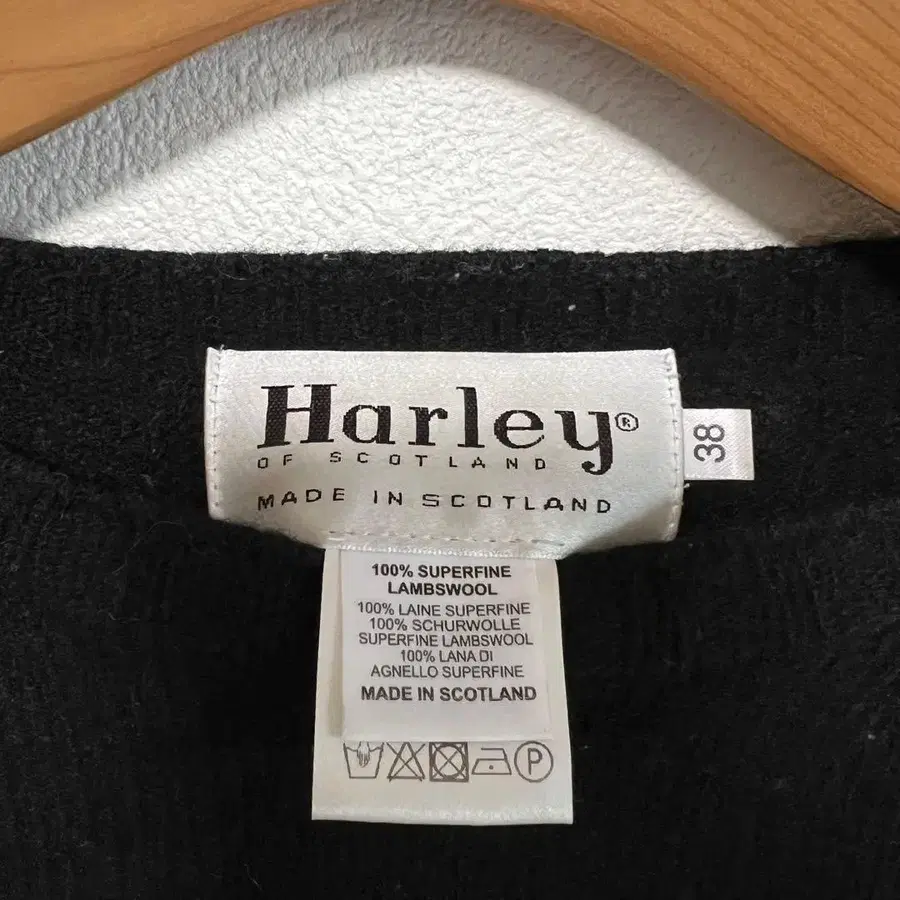 Harley®
OF SCOTLAND
MADE IN SCOTLAND
38
100% SUPERFINE
LAMBSWOOL
100% LAINE SUPERFINE
100% SCHURWOLLE
SUPERFINE LAMBSWOOL
100% LANA DI
AGNELLO SUPERFINE
MADE IN SCOTLAND
P